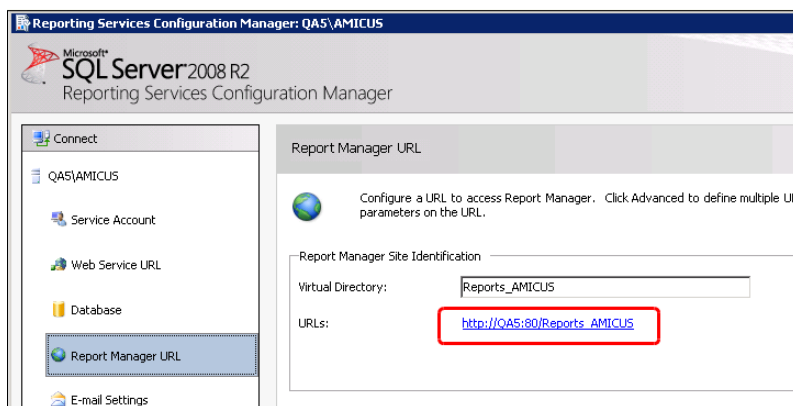 Reporting Services Configuration Manager: QA5\AMICUS
Microsoft
SQL Server 2008 R2
Reporting Services Configuration Manager
Connect
QA5\AMICUS
Service Account
Web Service URL
Database
Report Manager URL
E-mail Settings
Report Manager URL
Configure a URL to access Report Manager. Click Advanced to define multiple U
parameters on the URL.
Report Manager Site Identification
Virtual Directory: Reports_AMICUS
URLs: http://QA5:80/Reports_AMICUS